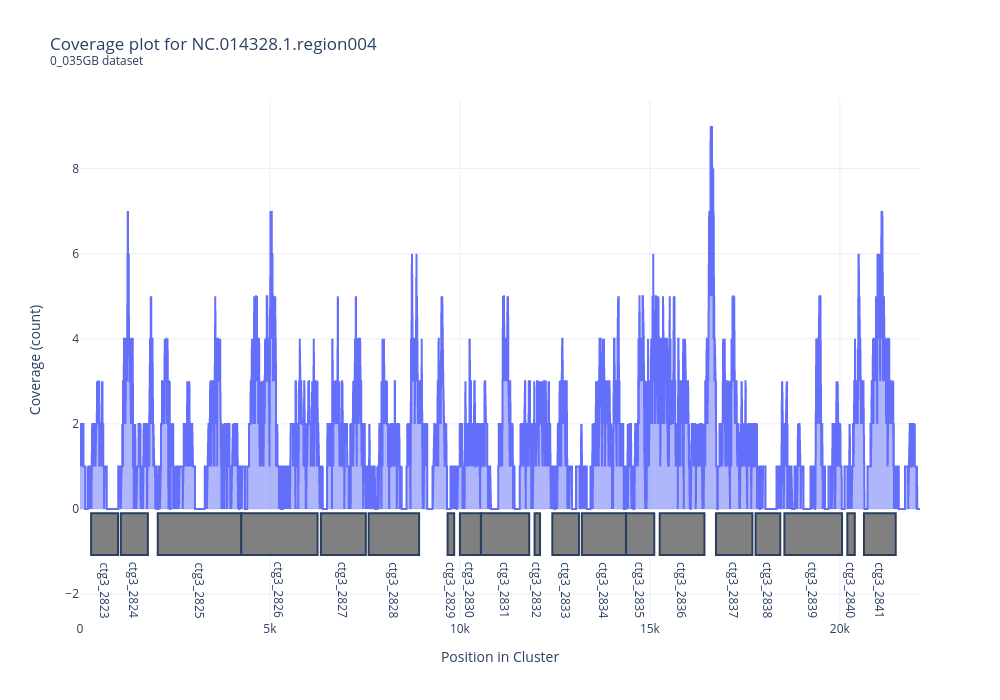 Coverage plot for NC.014328.1.region004
0_035GB dataset
Coverage (count)
8
6
4
2
0
−2
ctg3_2823
ctg3_2824
ctg3_2825
ctg3_2826
ctg3_2827
ctg3_2828
ctg3_2829
ctg3_2830
ctg3_2831
ctg3_2832
ctg3_2833
ctg3_2834
ctg3_2835
ctg3_2836
ctg3_2837
ctg3_2838
ctg3_2839
ctg3_2840
ctg3_2841
0 5k 10k 15k 20k
Position in Cluster